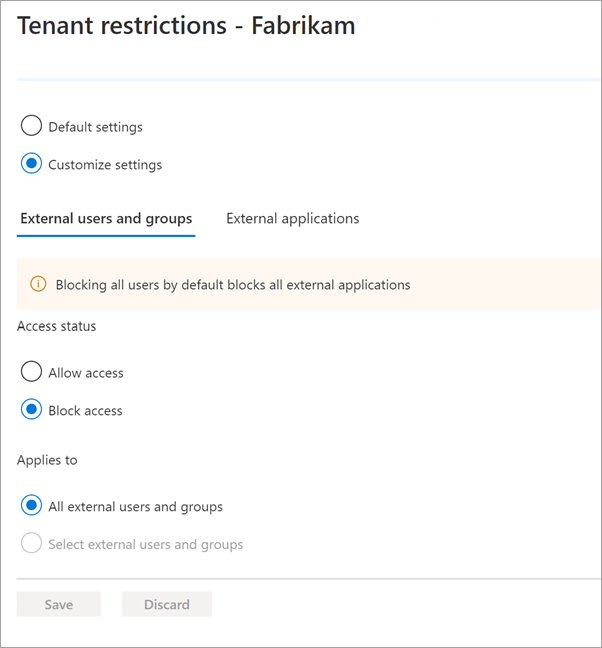 Tenant restrictions - Fabrikam
Default settings
Customize settings
External users and groups External applications
Blocking all users by default blocks all external applications
Access status
Allow access
Block access
Applies to
All external users and groups
Select external users and groups
Save Discard